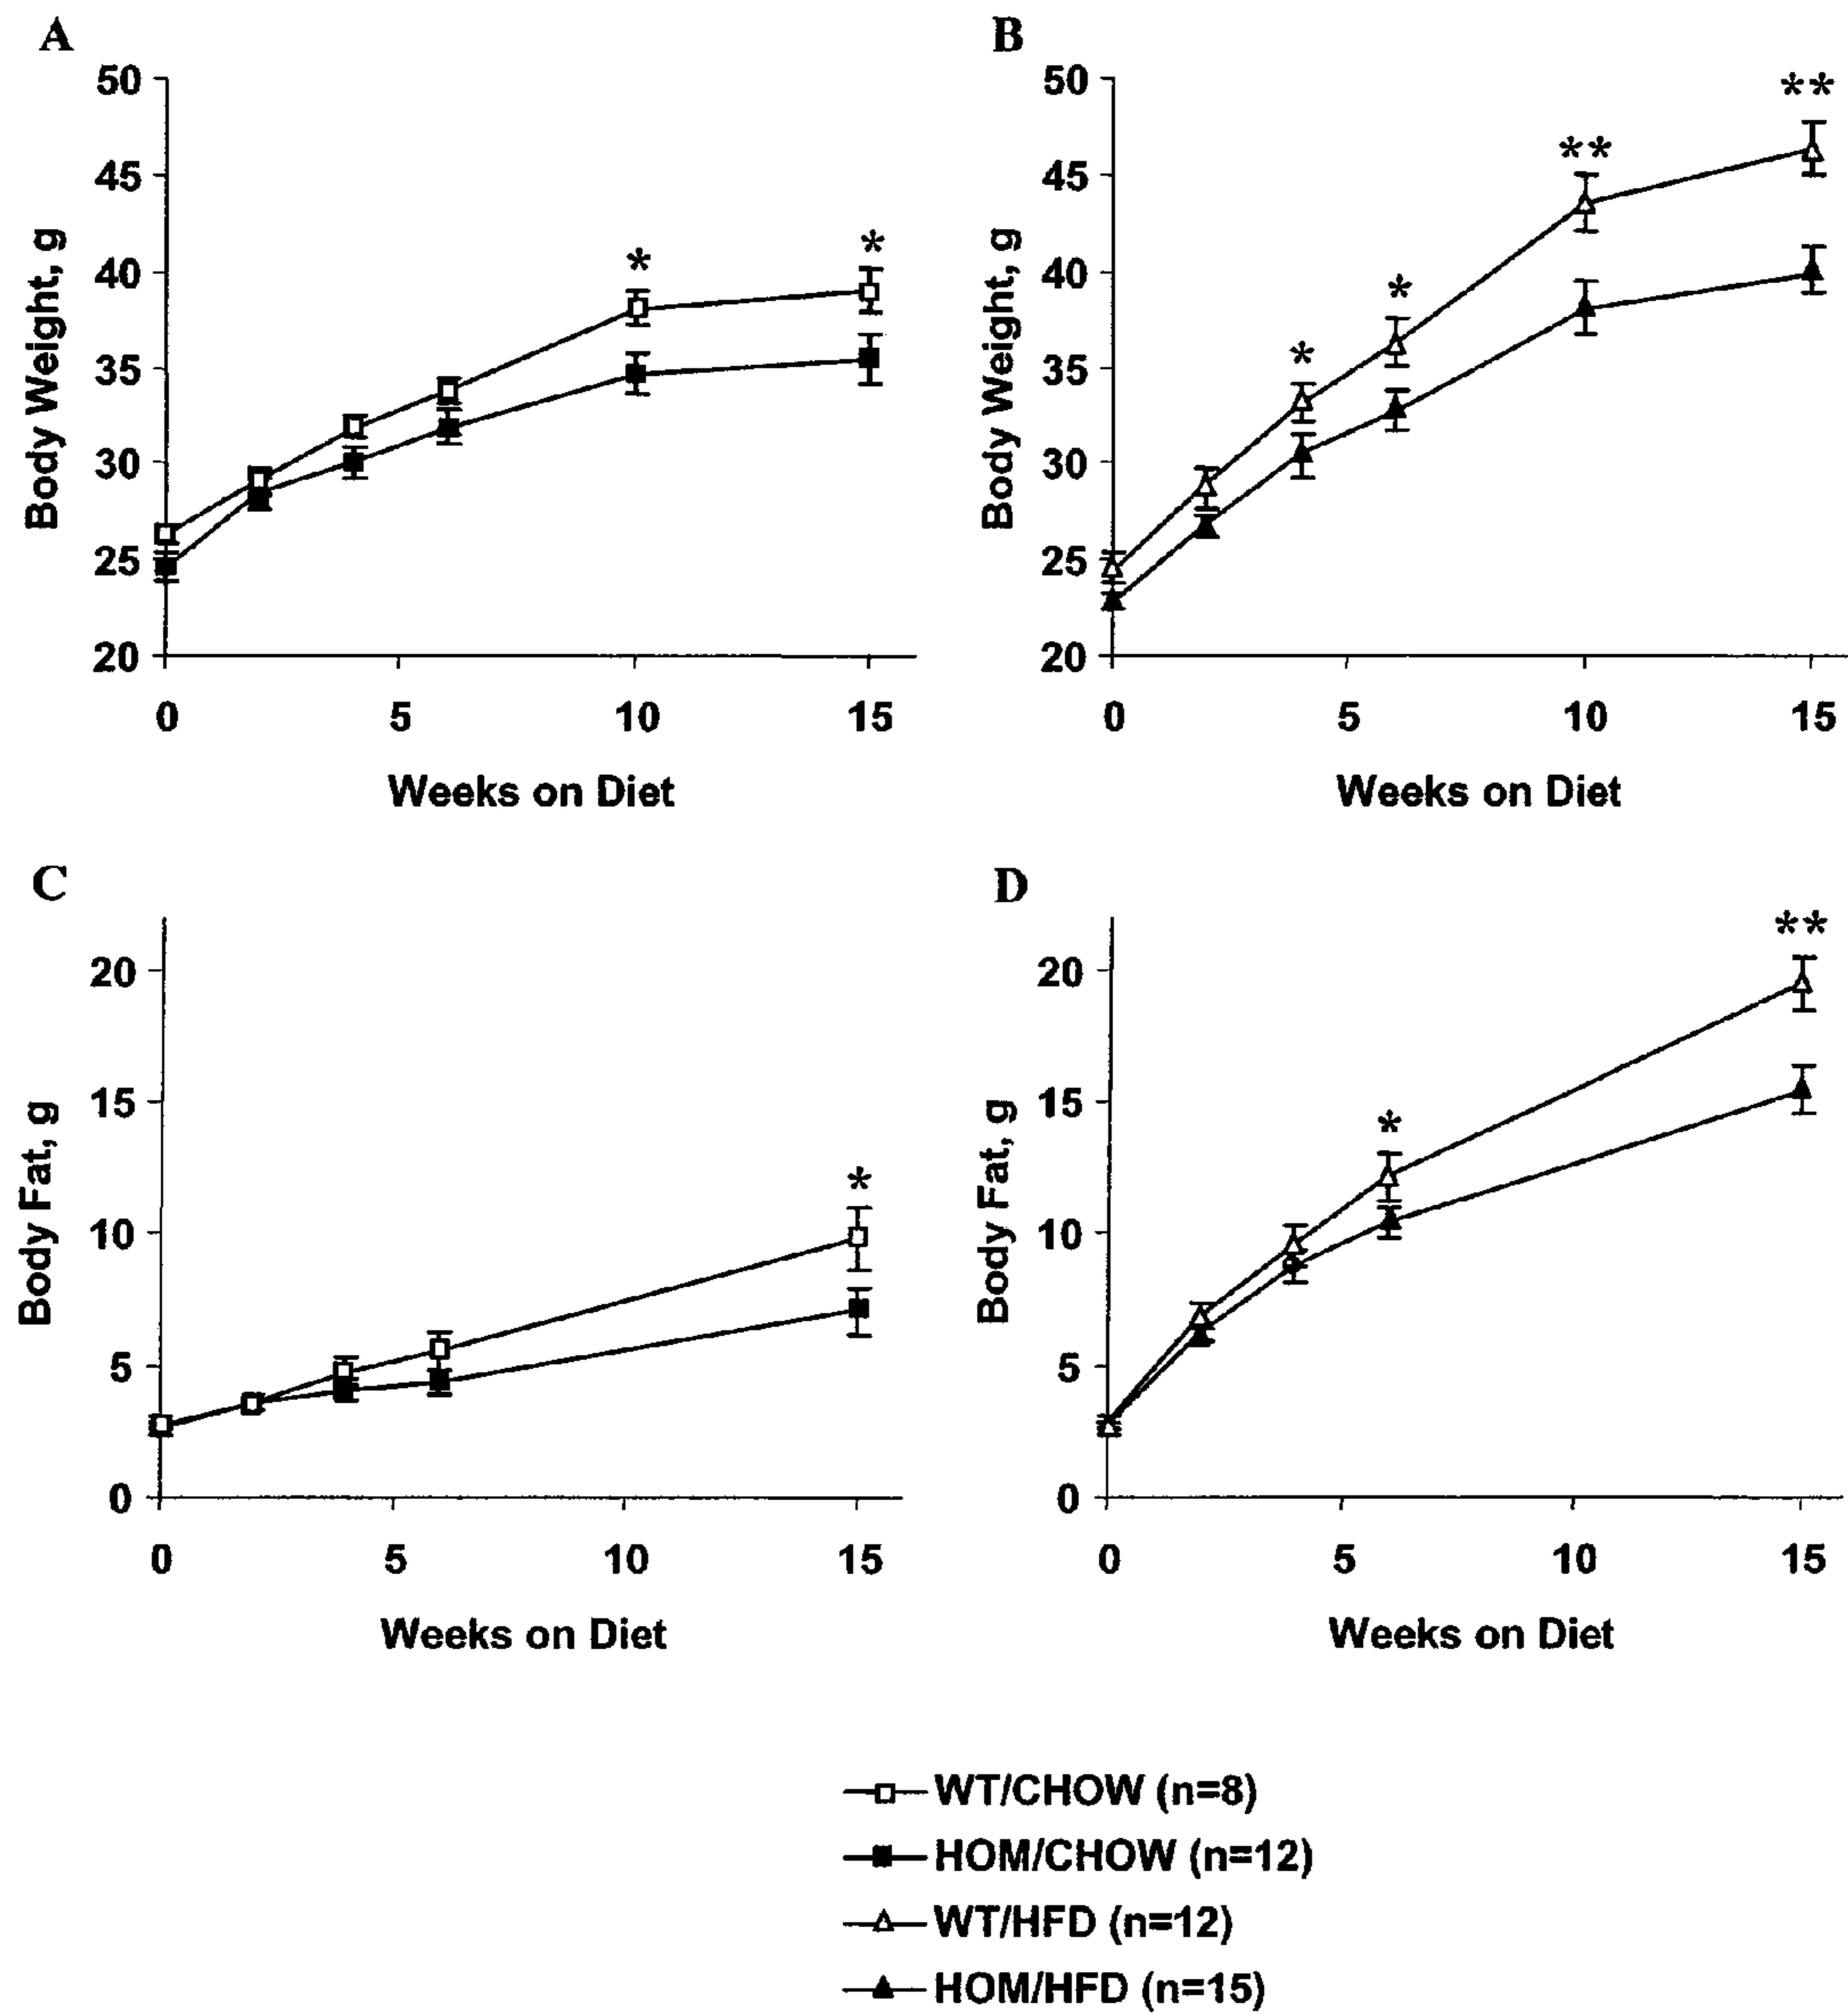 A
50
45
40
35
30
25
20
Body Weight, g
*
*
0 5 10 15
Weeks on Diet
B
50
45
40
35
30
25
20
Body Weight, g
*
*
**
**
0 5 10 15
Weeks on Diet
C
20
15
10
5
0
Body Fat, g
*
0 5 10 15
Weeks on Diet
D
20
15
10
5
0
Body Fat, g
*
**
0 5 10 15
Weeks on Diet
WT/CHOW (n=8)
HOM/CHOW (n=12)
WT/HFD (n=12)
HOM/HFD (n=15)